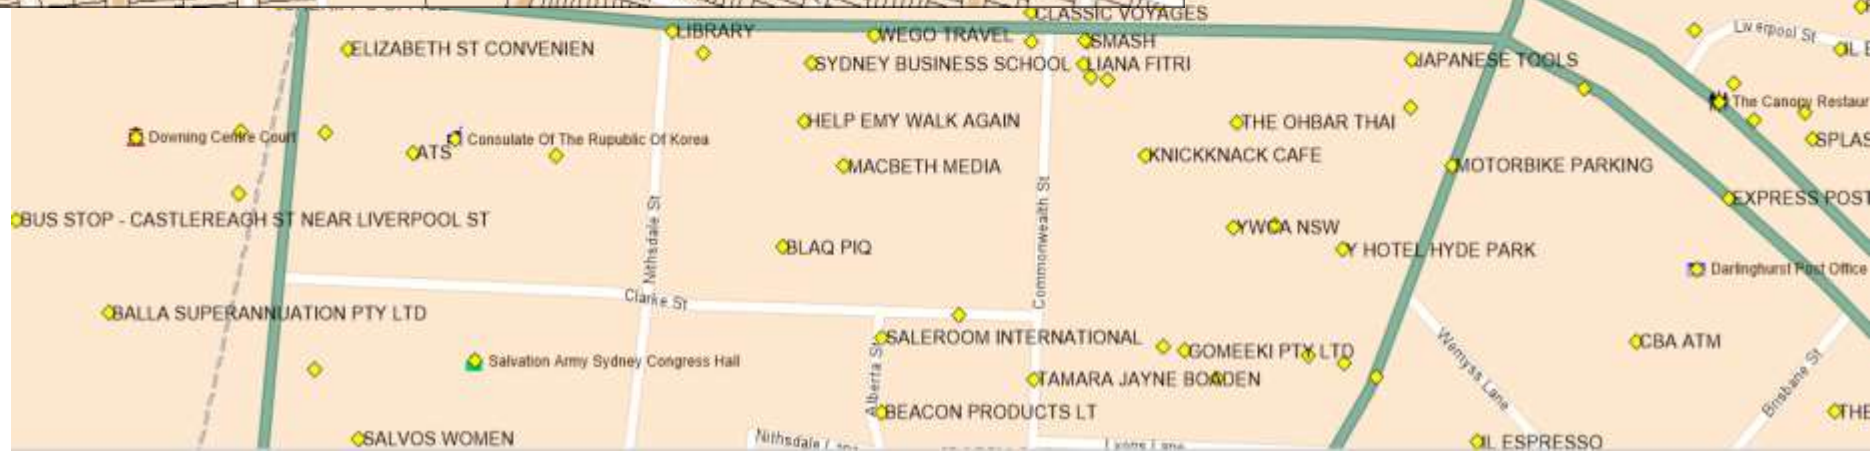 CLASSIC VOYAGES
LIBRARY
WEGO TRAVEL
Liverpool St
ELIZABETH ST CONVENIEN
SMASH
IL E
SYDNEY BUSINESS SCHOOL
LIANA FITRI
JAPANESE TOOLS
The Canopy Restaur
HELP EMY WALK AGAIN
THE OHBAR THAI
Downing Centre Court
Consulate Of The Rupublic Of Korea
SPLAS
ATS
KNICKKNACK CAFE
MACBETH MEDIA
MOTORBIKE PARKING
EXPRESS POST
BUS STOP - CASTLEREAGH ST NEAR LIVERPOOL ST
Nithsdale St
Commonwealth St
YWCA NSW
BLAQ PIQ
Y HOTEL HYDE PARK
Darlinghurst Post Office
Clarke St
BALLA SUPERANNUATION PTY LTD
SALEROOM INTERNATIONAL
CBA ATM
GOMEEKI PTY LTD
Salvation Army Sydney Congress Hall
Wemyss Lane
Alberta St
TAMARA JAYNE BOADEN
Brisbane St
BEACON PRODUCTS LT
THE
SALVOS WOMEN
Nithsdale Lane
Lyons Lane
IL ESPRESSO